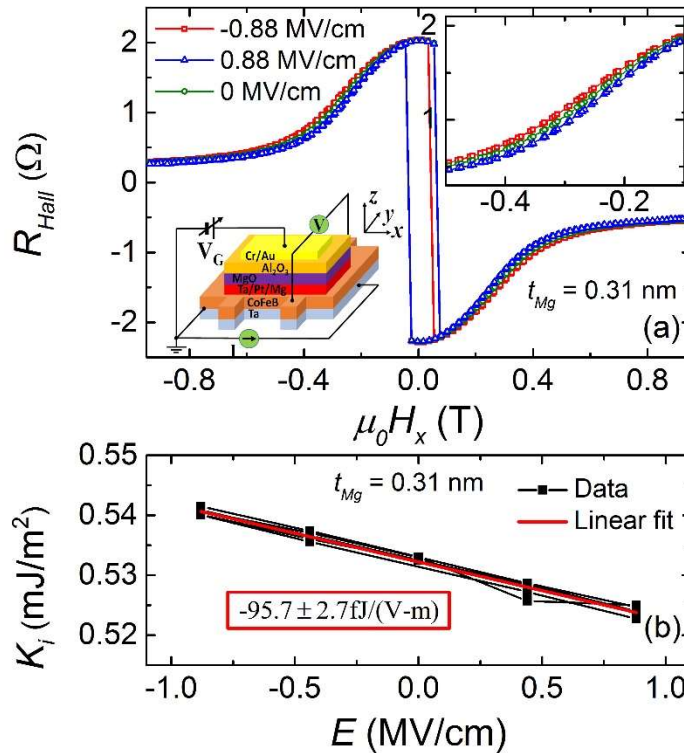 -0.88 MV/cm
0.88 MV/cm
0 MV/cm
2
1
-0.4 -0.2
2
1
0
-1
-2
R_Hall (Ω)
V_G
V
z
y
x
Cr/Au
Al₂O₃
MgO
Ta/Pt/Mg
CoFeB
Ta
t_Mg = 0.31 nm
(a)
-0.8 -0.4 0.0 0.4 0.8
μ₀H_x (T)
0.55
0.54
0.53
0.52
K_i (mJ/m²)
t_Mg = 0.31 nm
Data
Linear fit
-95.7 ± 2.7fJ/(V-m)
(b)
-1.0 -0.5 0.0 0.5 1.0
E (MV/cm)